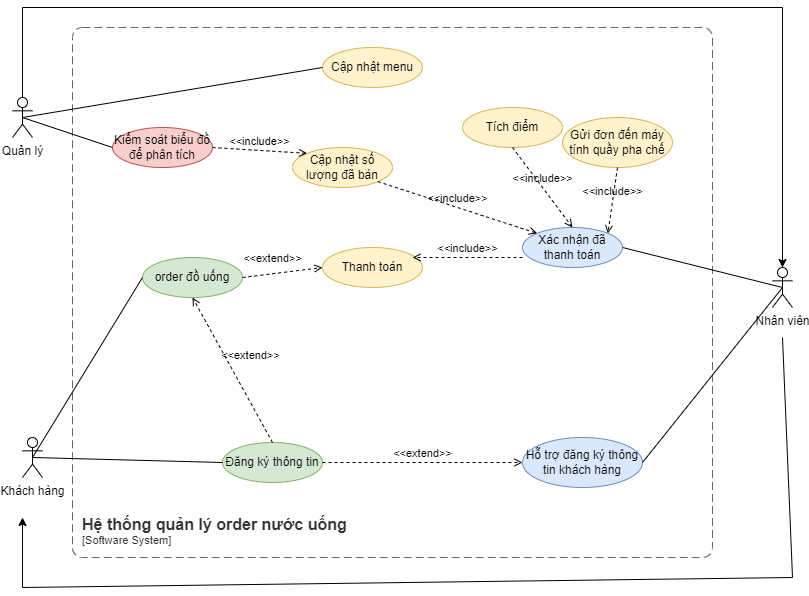 Cập nhật menu
Quản lý
Kiểm soát biểu đồ
để phân tích
<<include>>
Cập nhật số
lượng đã bán
Tích điểm
Gửi đơn đến máy
tính quầy pha chế
<<include>>
<<include>>
<<include>>
Xác nhận đã
thanh toán
<<include>>
Thanh toán
<<extend>>
order đồ uống
Nhân viên
<<extend>>
Đăng ký thông tin
<<extend>>
Hỗ trợ đăng ký thông
tin khách hàng
Khách hàng
Hệ thống quản lý order nước uống
[Software System]